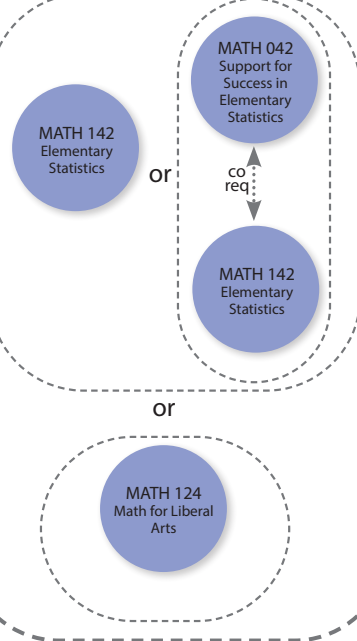 MATH 142
Elementary
Statistics
or
MATH 042
Support for
Success in
Elementary
Statistics
co
req
MATH 142
Elementary
Statistics
or
MATH 124
Math for Liberal
Arts